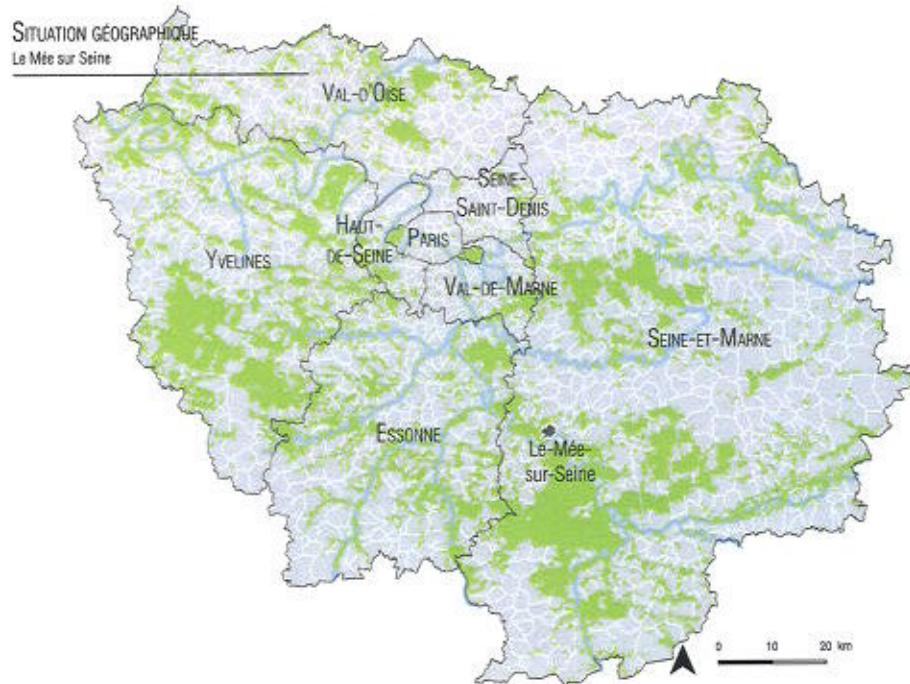 SITUATION GÉOGRAPHIQUE
Le Mée sur Seine
VAL-D'OISE
SEINE-
SAINT-DENIS
HAUT-
DE-SEINE
PARIS
YVELINES
VAL-DE-MARNE
SEINE-ET-MARNE
ESSONNE
Le-Mée-
sur-Seine
0 10 20 km